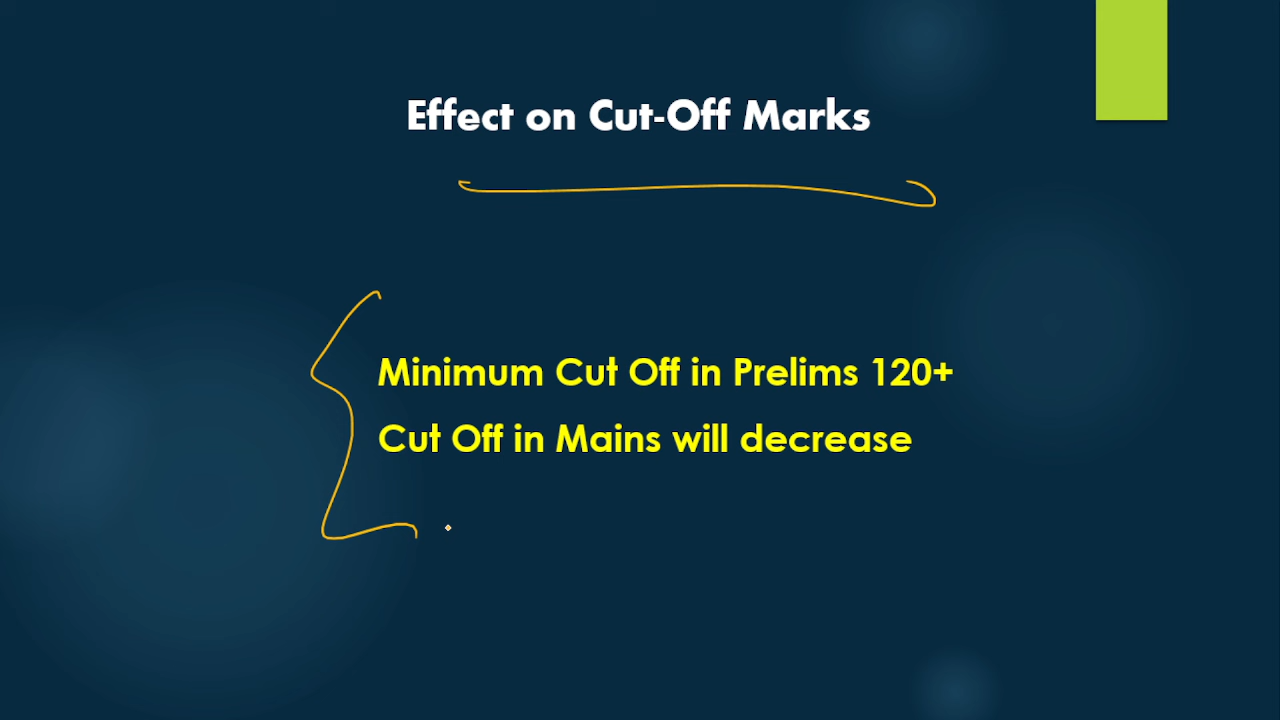 Effect on Cut-Off Marks
Minimum Cut Off in Prelims 120+
Cut Off in Mains will decrease